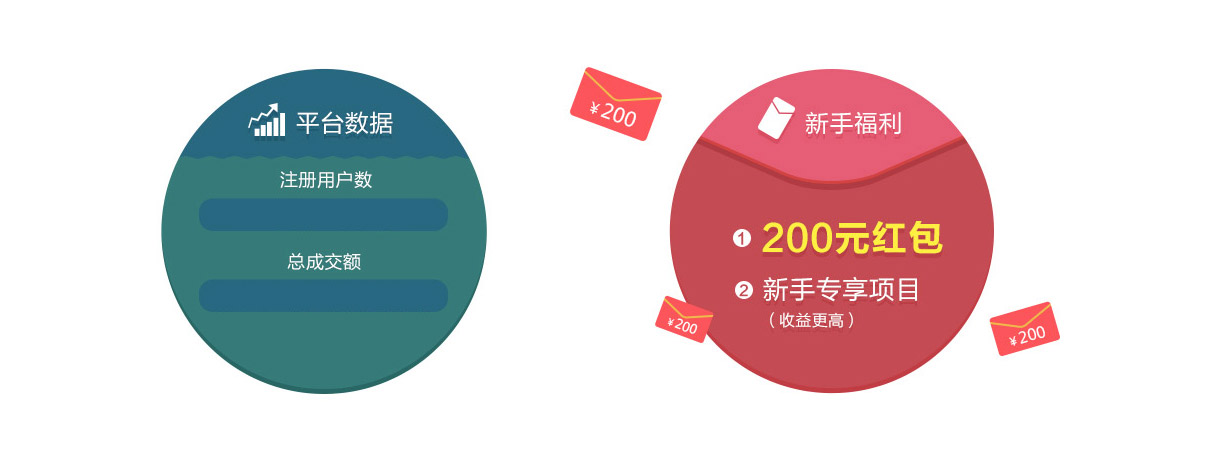 平台数据
注册用户数
总成交额
¥200
新手福利
1 200元红包
2 新手专享项目
（收益更高）
¥200
¥200